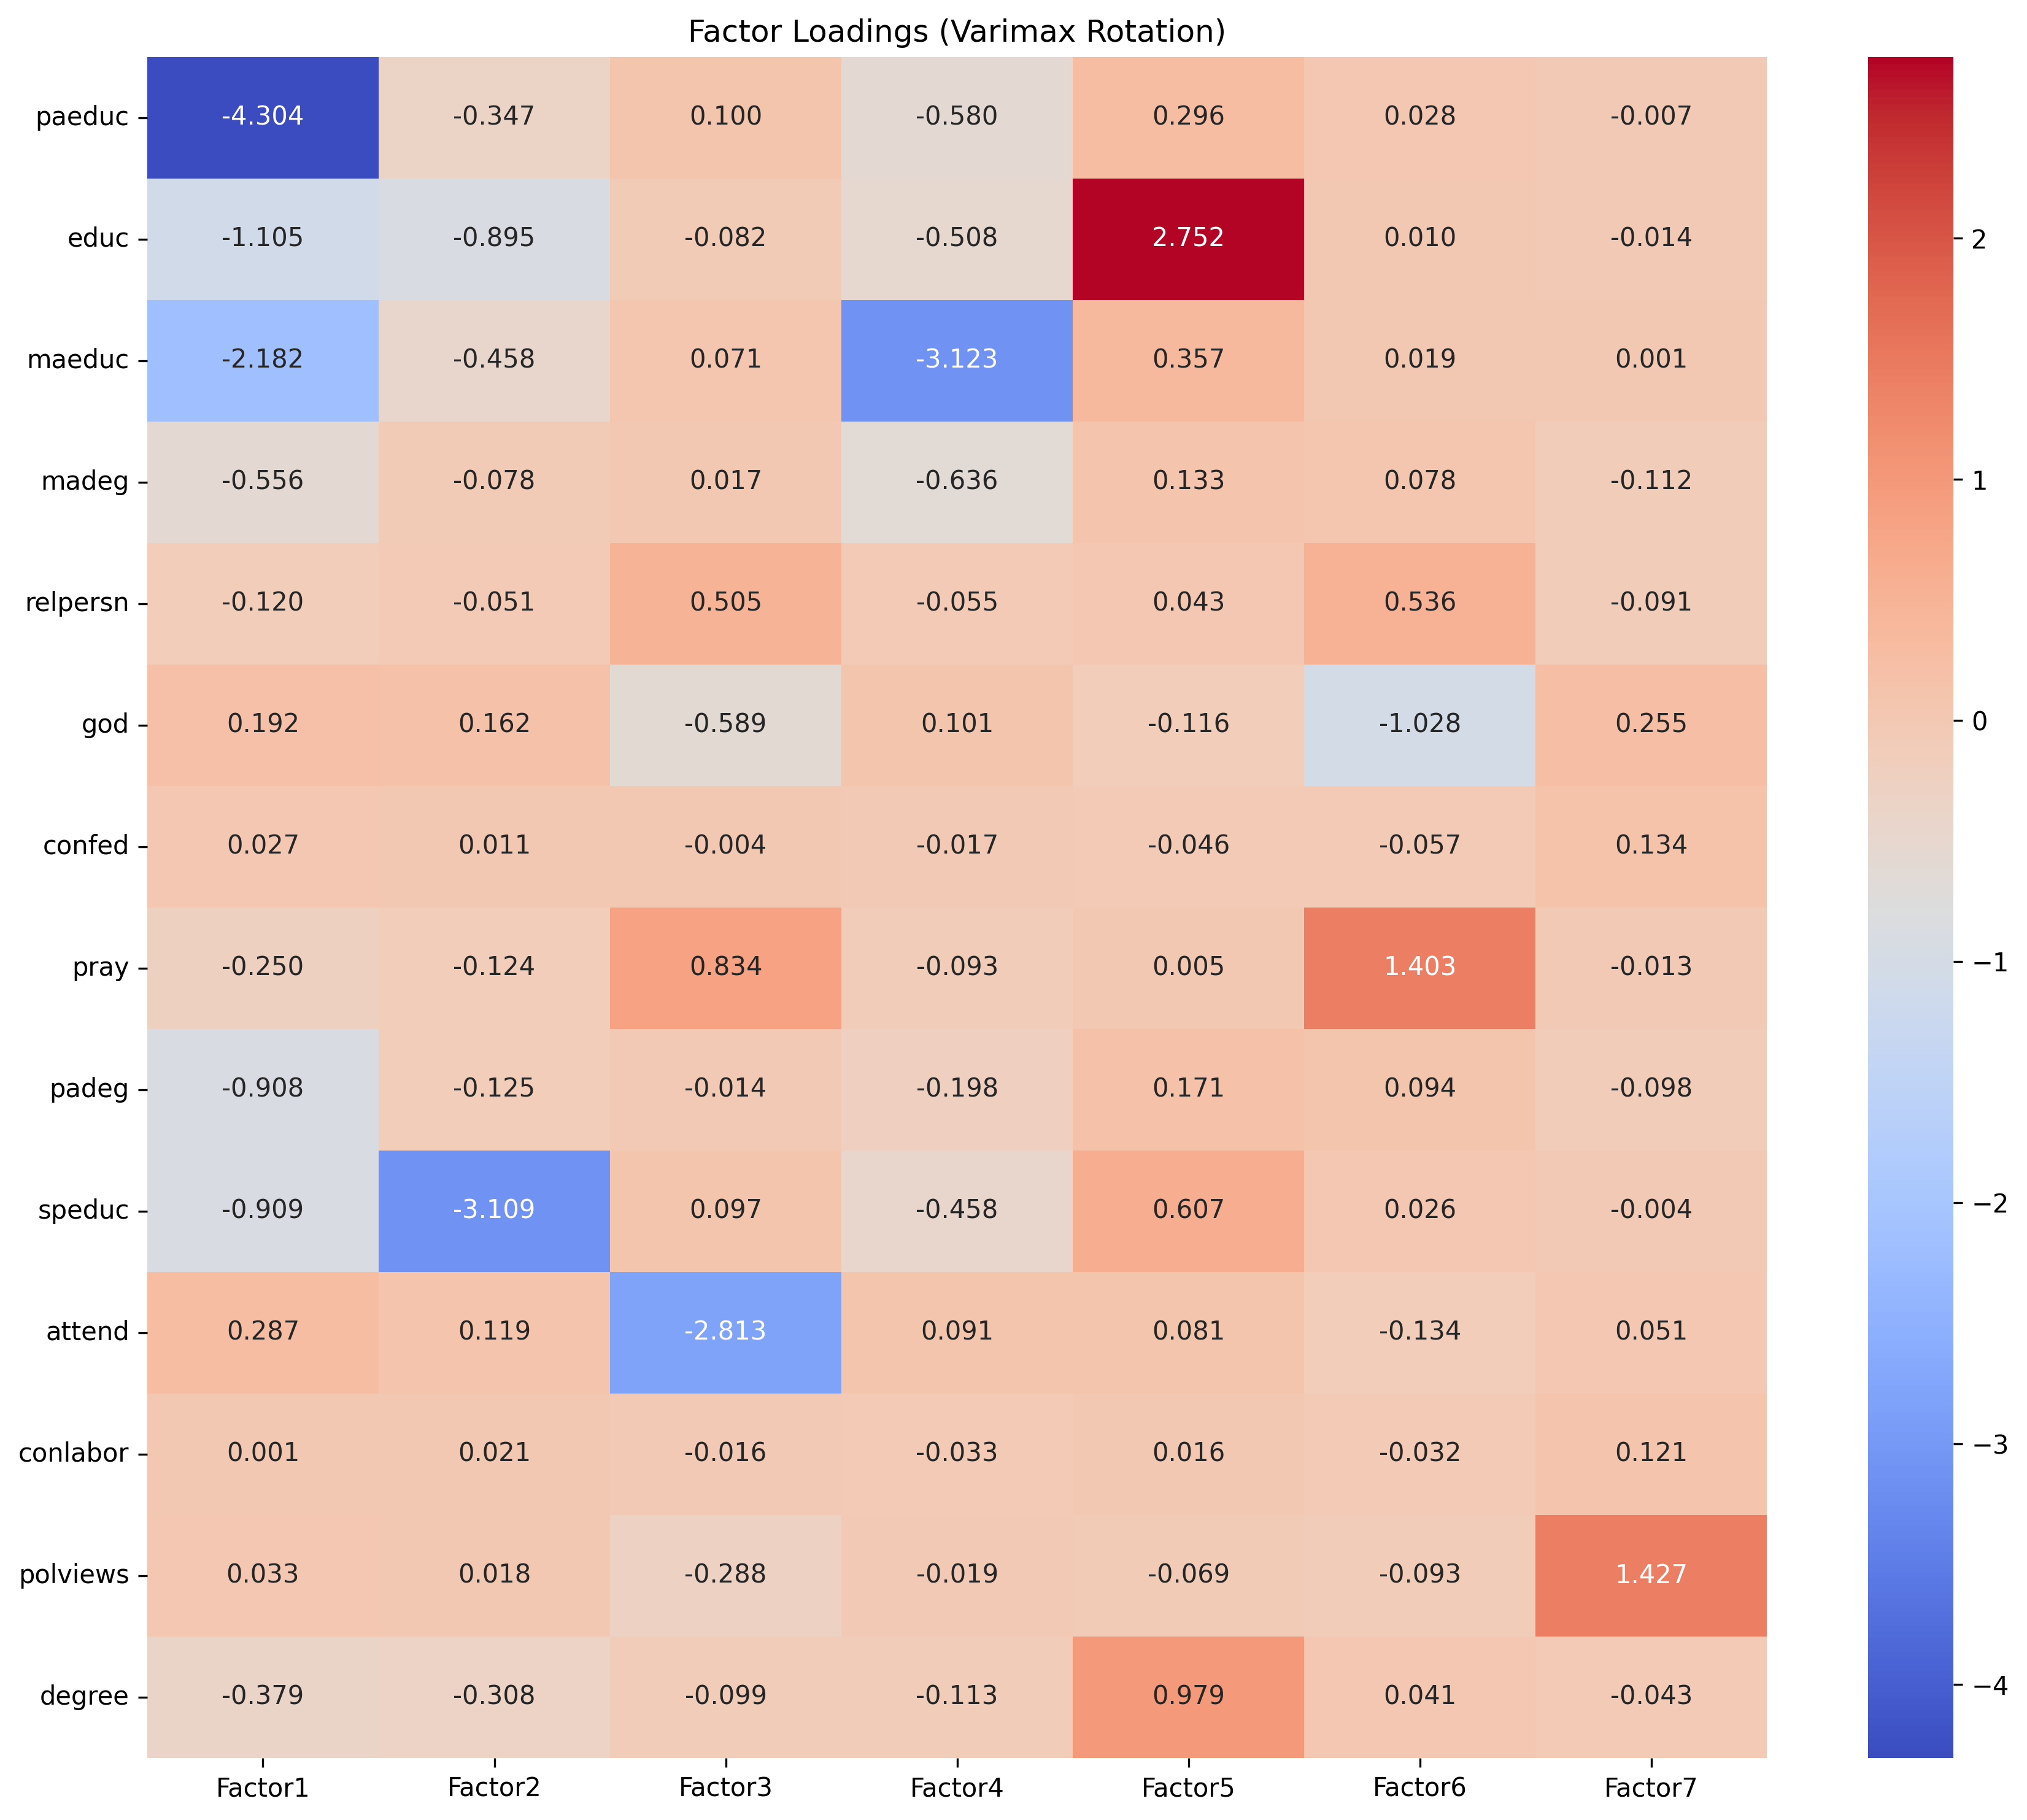 Factor Loadings (Varimax Rotation)
paeduc -4.304 -0.347 0.100 -0.580 0.296 0.028 -0.007
educ -1.105 -0.895 -0.082 -0.508 2.752 0.010 -0.014
maeduc -2.182 -0.458 0.071 -3.123 0.357 0.019 0.001
madeg -0.556 -0.078 0.017 -0.636 0.133 0.078 -0.112
relpersn -0.120 -0.051 0.505 -0.055 0.043 0.536 -0.091
god 0.192 0.162 -0.589 0.101 -0.116 -1.028 0.255
confed 0.027 0.011 -0.004 -0.017 -0.046 -0.057 0.134
pray -0.250 -0.124 0.834 -0.093 0.005 1.403 -0.013
padeg -0.908 -0.125 -0.014 -0.198 0.171 0.094 -0.098
speduc -0.909 -3.109 0.097 -0.458 0.607 0.026 -0.004
attend 0.287 0.119 -2.813 0.091 0.081 -0.134 0.051
conlabor 0.001 0.021 -0.016 -0.033 0.016 -0.032 0.121
polviews 0.033 0.018 -0.288 -0.019 -0.069 -0.093 1.427
degree -0.379 -0.308 -0.099 -0.113 0.979 0.041 -0.043
Factor1 Factor2 Factor3 Factor4 Factor5 Factor6 Factor7
2
1
0
−1
−2
−3
−4